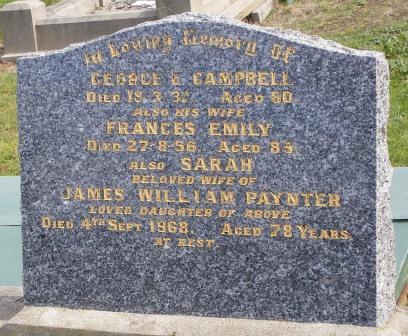 In Loving Memory of
GEORGE E CAMPBELL
DIED 19.3.32. AGED 80.
ALSO HIS WIFE
FRANCES EMILY
DIED 27-8-56. AGED 89.
ALSO SARAH
BELOVED WIFE OF
JAMES WILLIAM PAYNTER
LOVED DAUGHTER OF ABOVE
DIED 4TH SEPT 1968. AGED 78 YEARS.
AT REST.